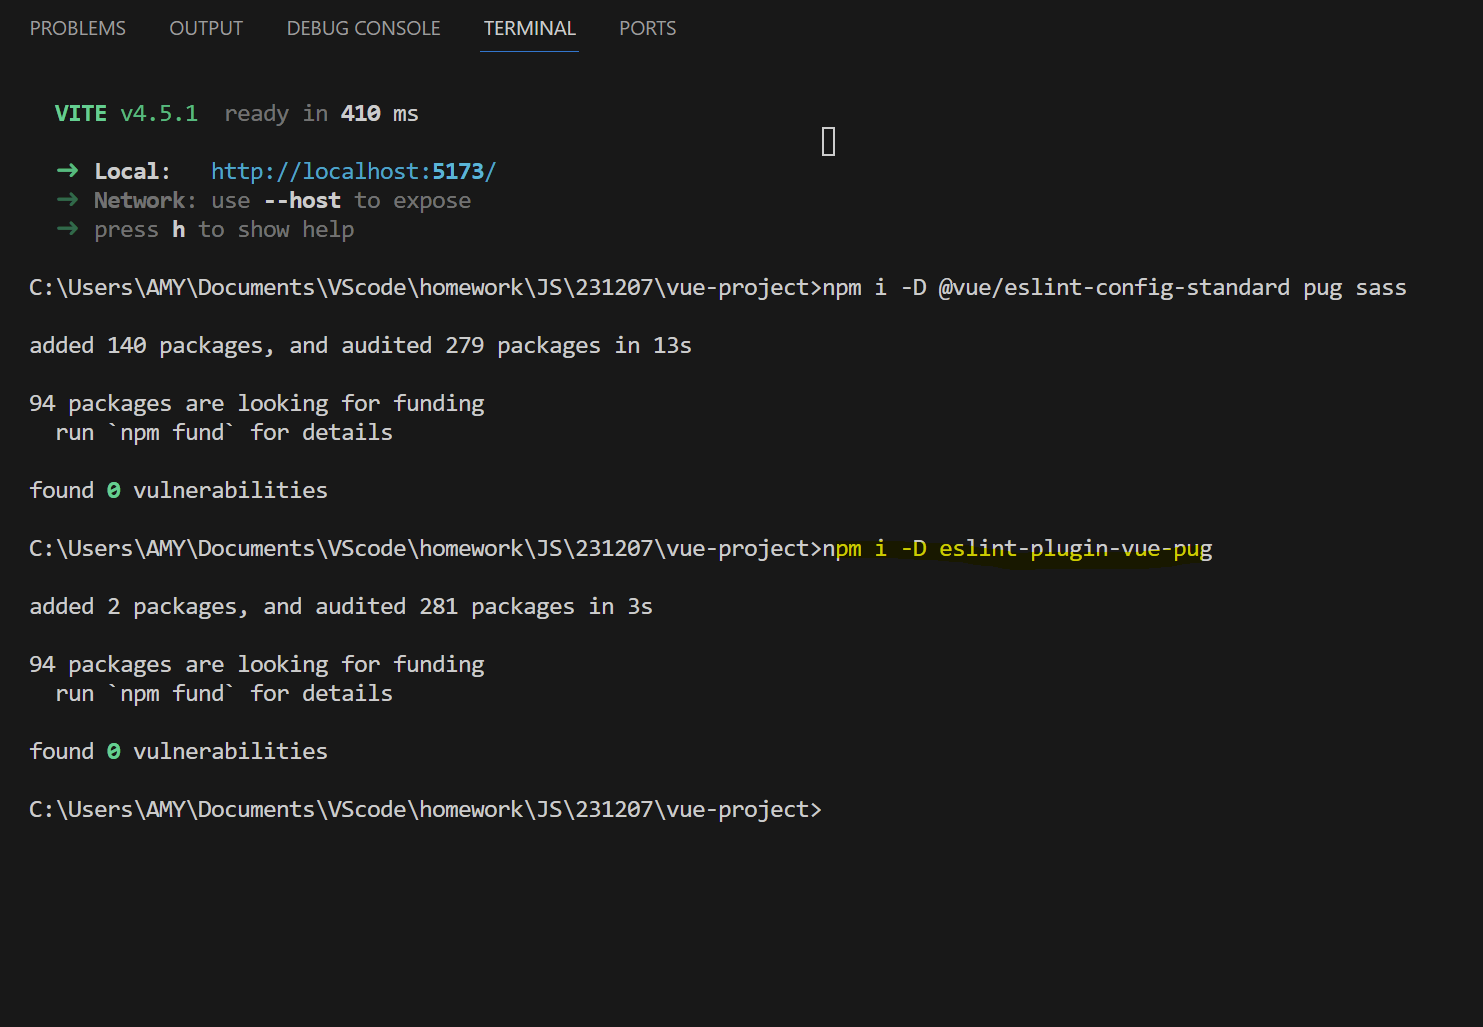 PROBLEMS OUTPUT DEBUG CONSOLE TERMINAL PORTS
VITE v4.5.1 ready in 410 ms
➜ Local: http://localhost:5173/
➜ Network: use --host to expose
➜ press h to show help
C:\Users\AMY\Documents\VScode\homework\JS\231207\vue-project>npm i -D @vue/eslint-config-standard pug sass
added 140 packages, and audited 279 packages in 13s
94 packages are looking for funding
run `npm fund` for details
found 0 vulnerabilities
C:\Users\AMY\Documents\VScode\homework\JS\231207\vue-project>npm i -D eslint-plugin-vue-pug
added 2 packages, and audited 281 packages in 3s
94 packages are looking for funding
run `npm fund` for details
found 0 vulnerabilities
C:\Users\AMY\Documents\VScode\homework\JS\231207\vue-project>